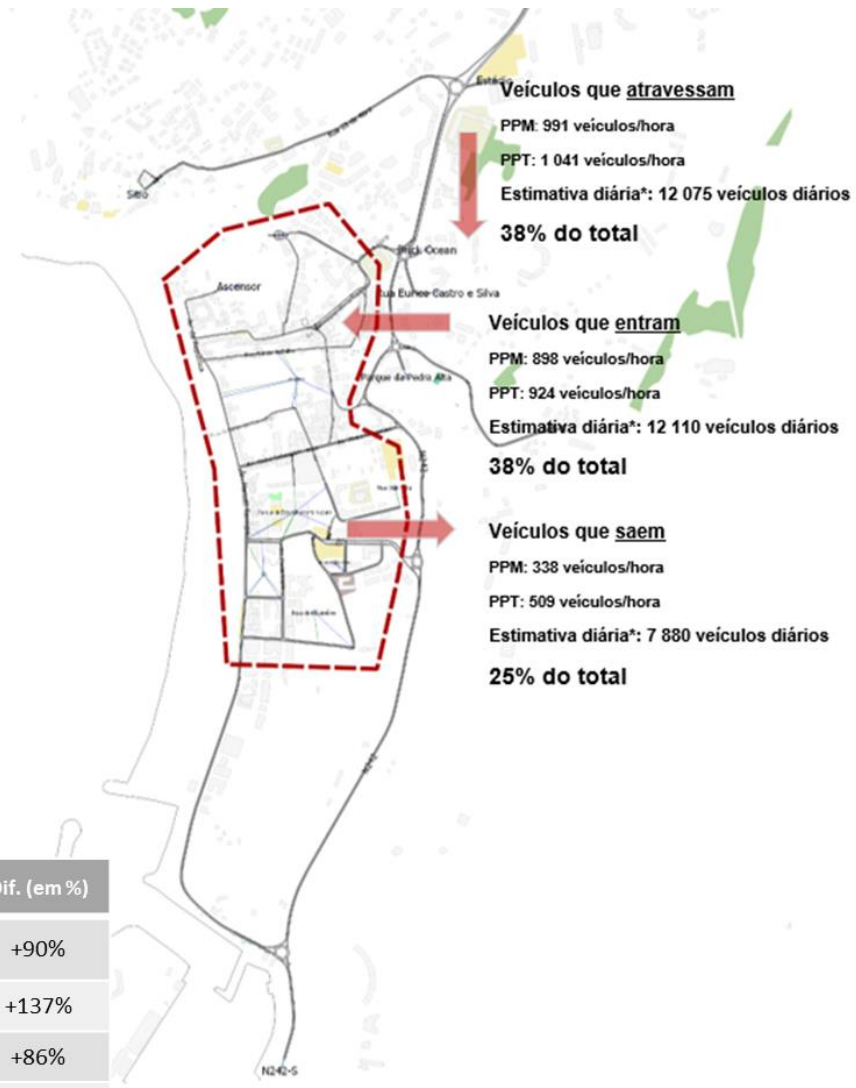 Estádio
Veículos que atravessam
PPM: 991 veículos/hora
PPT: 1 041 veículos/hora
Estimativa diária*: 12 075 veículos diários
38% do total
Sítio
Ocean
Ascensor
Rua Eurico Castro e Silva
Veículos que entram
PPM: 898 veículos/hora
PPT: 924 veículos/hora
Parque da Pedra Alta
Estimativa diária*: 12 110 veículos diários
38% do total
N242
Veículos que saem
PPM: 338 veículos/hora
PPT: 509 veículos/hora
Estimativa diária*: 7 880 veículos diários
25% do total
N242
Dif. (em %)
+90%
+137%
+86%
N242-S